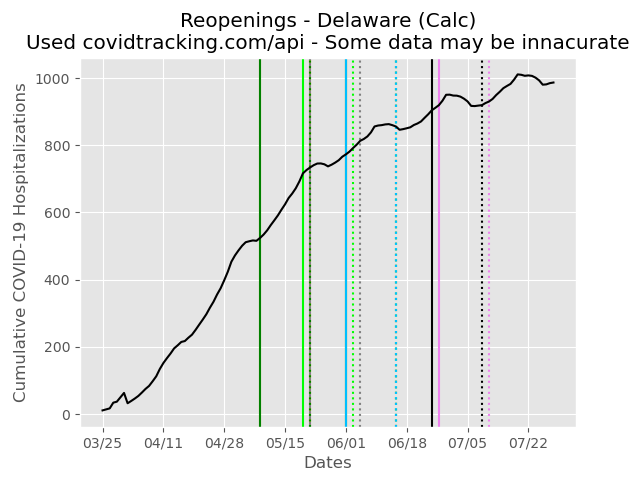 Reopenings - Delaware (Calc)
Used covidtracking.com/api - Some data may be innacurate
Cumulative COVID-19 Hospitalizations
1000
800
600
400
200
0
03/25 04/11 04/28 05/15 06/01 06/18 07/05 07/22
Dates